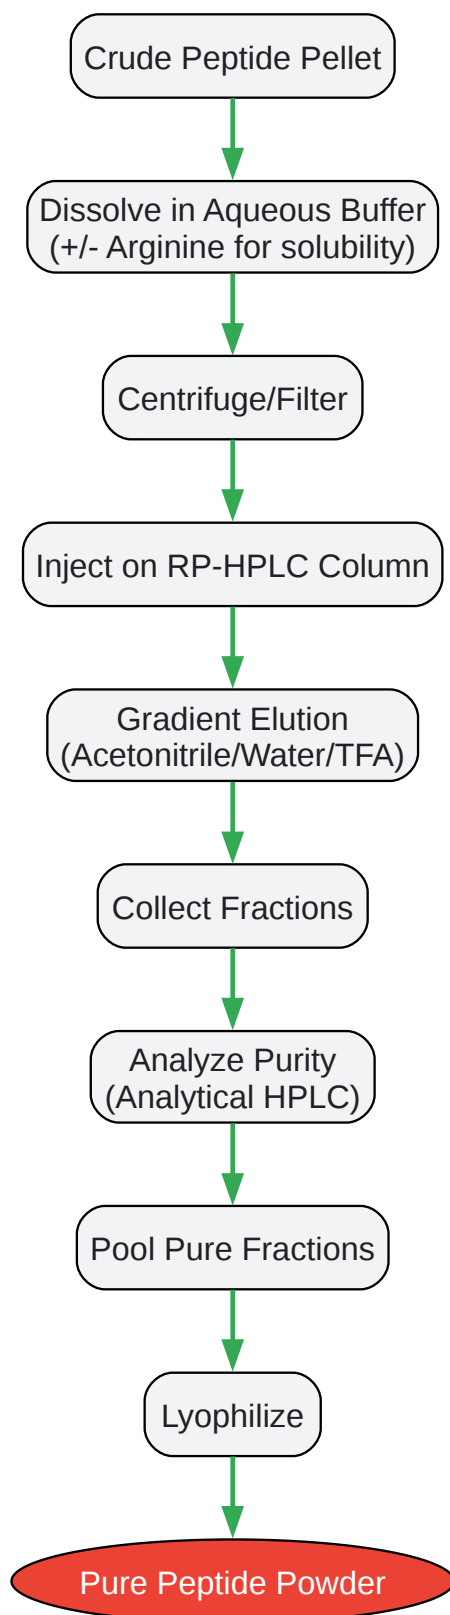 Crude Peptide Pellet
Dissolve in Aqueous Buffer
(+/- Arginine for solubility)
Centrifuge/Filter
Inject on RP-HPLC Column
Gradient Elution
(Acetonitrile/Water/TFA)
Collect Fractions
Analyze Purity
(Analytical HPLC)
Pool Pure Fractions
Lyophilize
Pure Peptide Powder